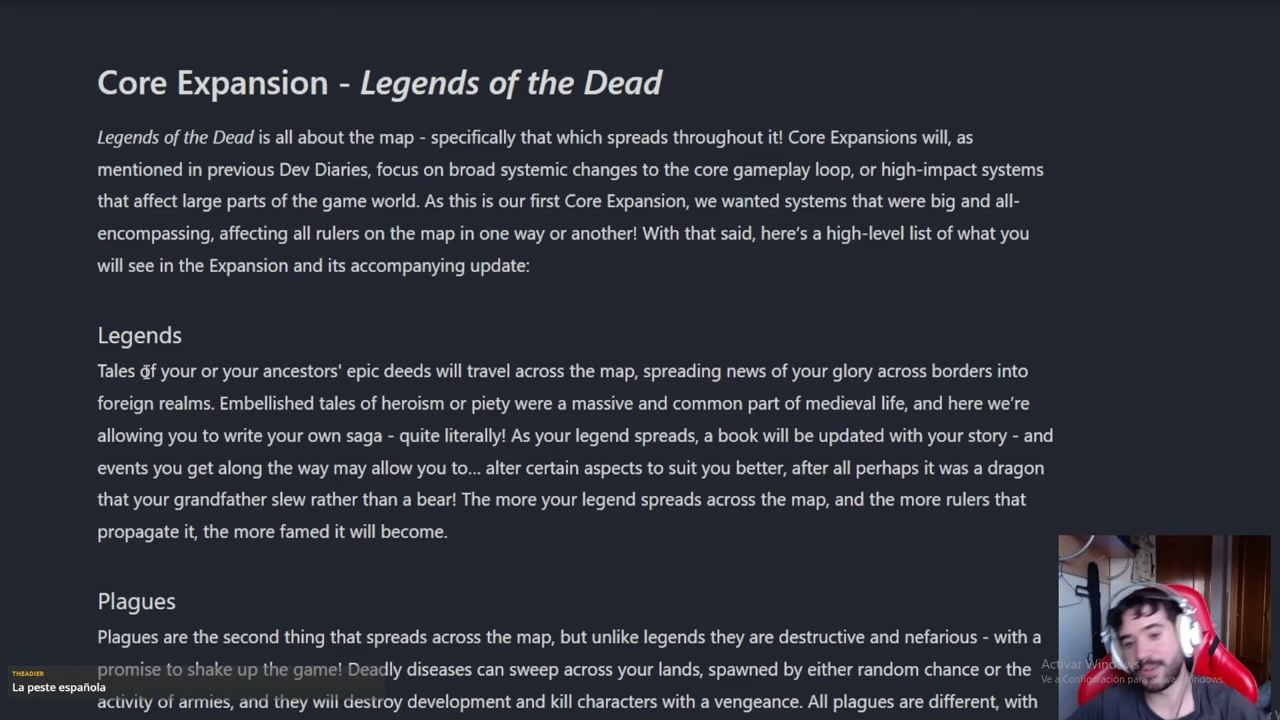 Core Expansion - Legends of the Dead
Legends of the Dead is all about the map - specifically that which spreads throughout it! Core Expansions will, as
mentioned in previous Dev Diaries, focus on broad systemic changes to the core gameplay loop, or high-impact systems
that affect large parts of the game world. As this is our first Core Expansion, we wanted systems that were big and all-
encompassing, affecting all rulers on the map in one way or another! With that said, here’s a high-level list of what you
will see in the Expansion and its accompanying update:
Legends
Tales of your or your ancestors' epic deeds will travel across the map, spreading news of your glory across borders into
foreign realms. Embellished tales of heroism or piety were a massive and common part of medieval life, and here we’re
allowing you to write your own saga - quite literally! As your legend spreads, a book will be updated with your story - and
events you get along the way may allow you to... alter certain aspects to suit you better, after all perhaps it was a dragon
that your grandfather slew rather than a bear! The more your legend spreads across the map, and the more rulers that
propagate it, the more famed it will become.
Plagues
Plagues are the second thing that spreads across the map, but unlike legends they are destructive and nefarious - with a
promise to shake up the game! Deadly diseases can sweep across your lands, spawned by either random chance or the
activity of armies, and they will destroy development and kill characters with a vengeance. All plagues are different, with
THEADIER
La peste española
Activar Windows
Ve a Configuración para activar Windows.